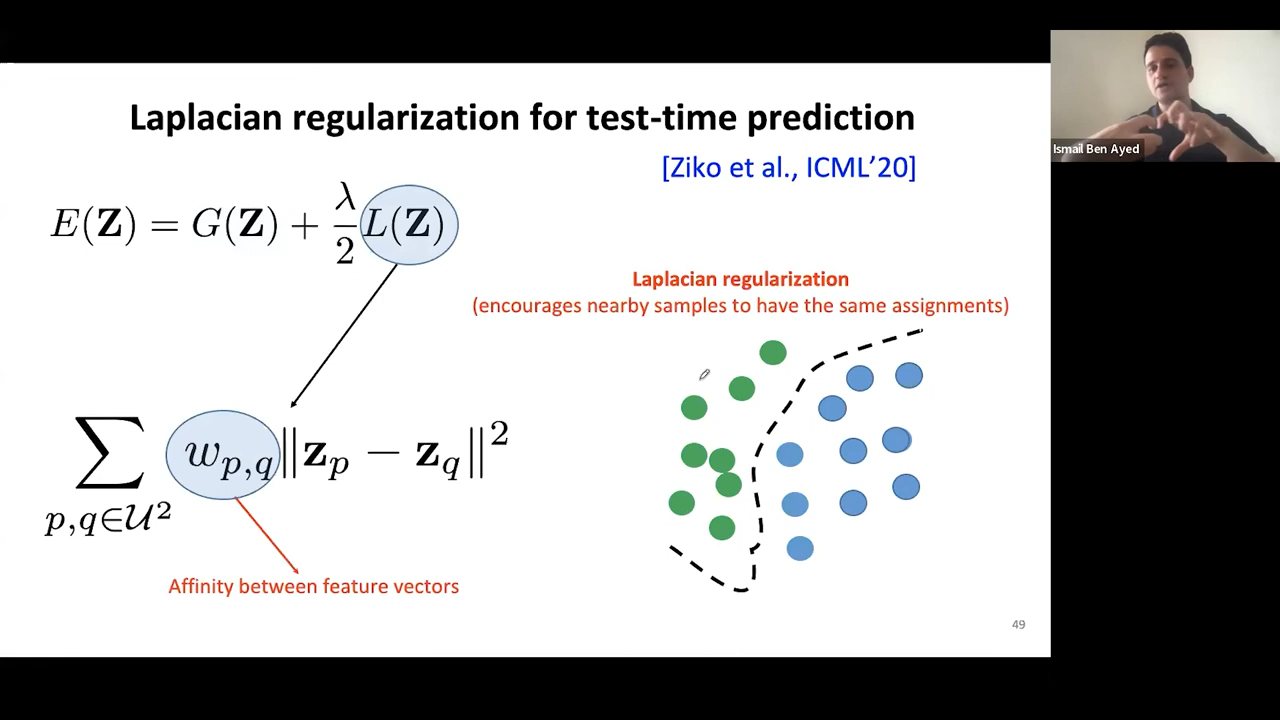 Laplacian regularization for test-time prediction
[Ziko et al., ICML’20]
E(Z) = G(Z) + λ/2 L(Z)
Laplacian regularization
(encourages nearby samples to have the same assignments)
∑ p,q∈𝒰² w_{p,q} ‖z_p − z_q‖²
Affinity between feature vectors
49
Ismail Ben Ayed